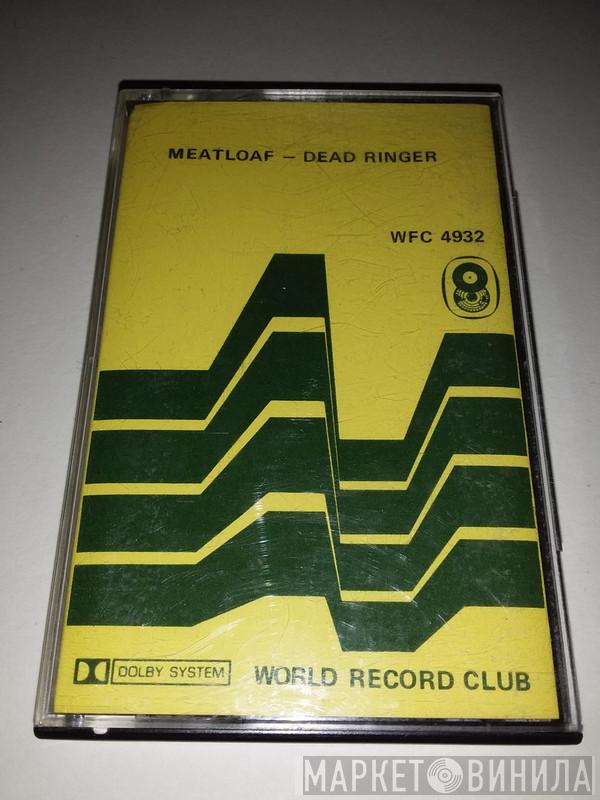 MEATLOAF – DEAD RINGER
WFC 4932
DOLBY SYSTEM
WORLD RECORD CLUB
МАРКЕТ ВИНИЛА